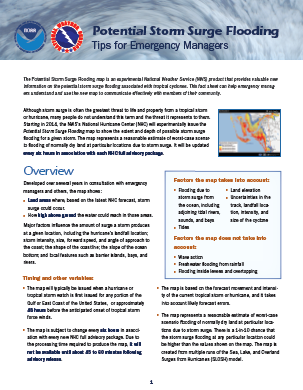 Potential Storm Surge Flooding
Tips for Emergency Managers
The Potential Storm Surge Flooding map is an experimental National Weather Service (NWS) product that provides valuable new
information on the potential storm surge flooding associated with tropical cyclones. This fact sheet can help emergency manag-
ers understand and use the new map to communicate effectively with members of their community.
Although storm surge is often the greatest threat to life and property from a tropical storm
or hurricane, many people do not understand this term and the threat it represents to them.
Starting in 2014, the NWS's National Hurricane Center (NHC) will experimentally issue the
Potential Storm Surge Flooding map to show the extent and depth of possible storm surge
flooding for a given storm. The map represents a reasonable estimate of worst-case scenar-
io flooding of normally dry land at particular locations due to storm surge. It will be updated
every six hours in association with each NHC full advisory package.
Overview
Developed over several years in consultation with emergency
managers and others, the map shows:
• Land areas where, based on the latest NHC forecast, storm
surge could occur.
• How high above ground the water could reach in those areas.
Major factors influence the amount of surge a storm produces
at a given location, including the hurricane's landfall location;
storm intensity, size, forward speed, and angle of approach to
the coast; the shape of the coastline; the slope of the ocean
bottom; and local features such as barrier islands, bays, and
rivers.
Factors the map takes into account:
• Flooding due to
storm surge from
the ocean, including
adjoining tidal rivers,
sounds, and bays
• Tides
• Land elevation
• Uncertainties in the
track, landfall loca-
tion, intensity, and
size of the cyclone
Factors the map does not take into
account:
• Wave action
• Freshwater flooding from rainfall
• Flooding inside levees and overtopping
Timing and other variables:
• The map will typically be issued when a hurricane or
tropical storm watch is first issued for any portion of the
Gulf or East Coast of the United States, or approximately
48 hours before the anticipated onset of tropical storm
force winds.
• The map is subject to change every six hours in associ-
ation with every new NHC full advisory package. Due to
the processing time required to produce the map, it will
not be available until about 45 to 60 minutes following
advisory release.
• The map is based on the forecast movement and intensi-
ty of the current tropical storm or hurricane, and it takes
into account likely forecast errors.
• The map represents a reasonable estimate of worst-case
scenario flooding of normally dry land at particular loca-
tions due to storm surge. There is a 1-in-10 chance that
the storm surge flooding at any particular location could
be higher than the values shown on the map. The map is
created from multiple runs of the Sea, Lake, and Overland
Surges from Hurricanes (SLOSH) model.
1